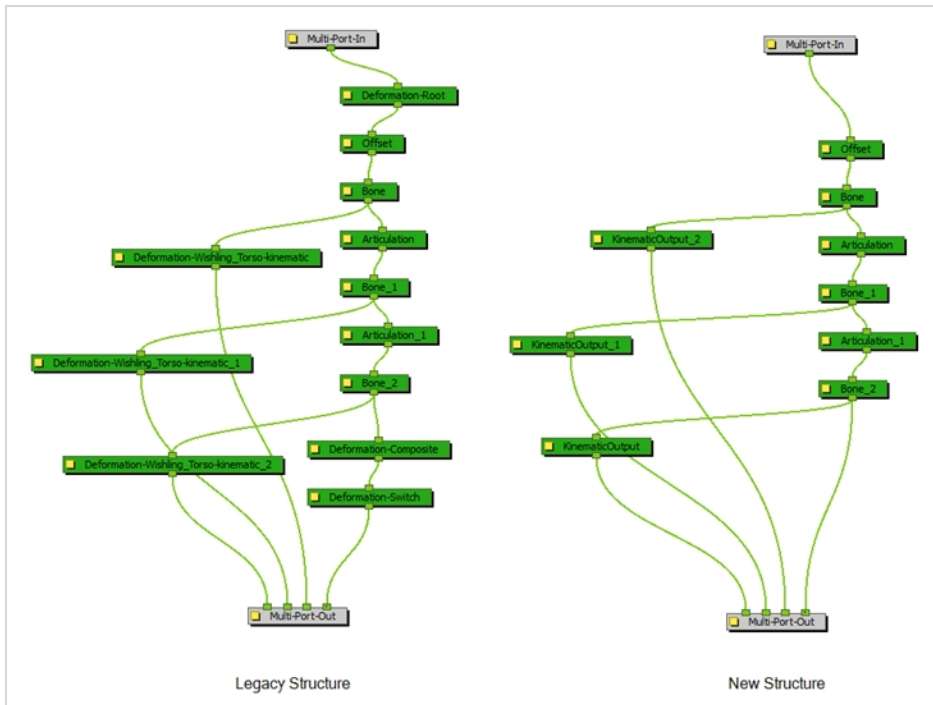 Multi-Port-In
Deformation-Root
Offset
Bone
Articulation
Deformation-Wishling_Torso-kinematic
Bone_1
Articulation_1
Deformation-Wishling_Torso-kinematic_1
Bone_2
Deformation-Composite
Deformation-Wishling_Torso-kinematic_2
Deformation-Switch
Multi-Port-Out
Legacy Structure
Multi-Port-In
Offset
Bone
KinematicOutput_2
Articulation
Bone_1
KinematicOutput_1
Articulation_1
Bone_2
KinematicOutput
Multi-Port-Out
New Structure